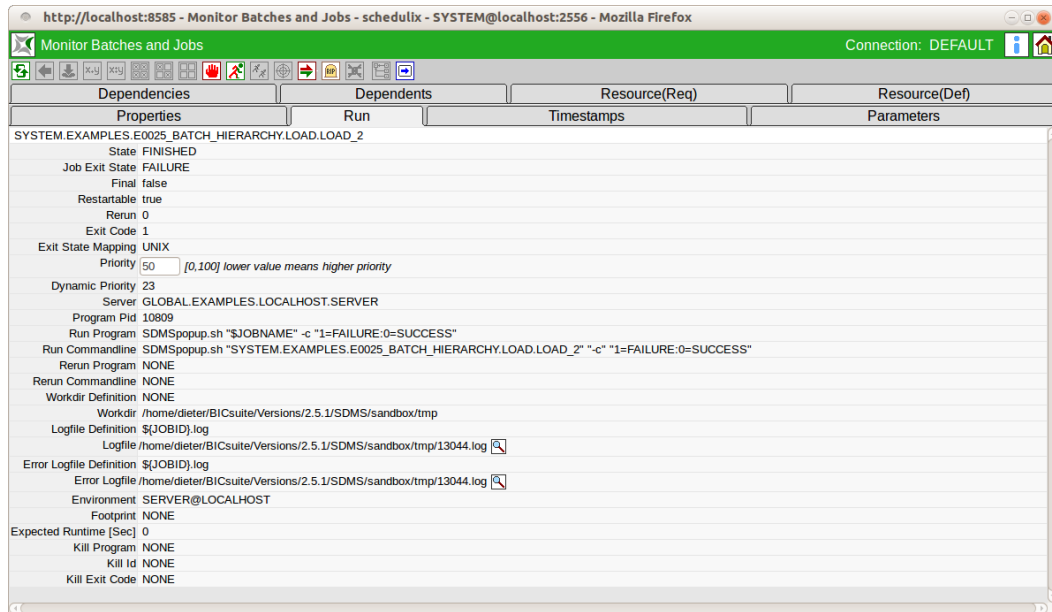 http://localhost:8585 - Monitor Batches and Jobs - schedulix - SYSTEM@localhost:2556 - Mozilla Firefox
Monitor Batches and Jobs Connection: DEFAULT
Dependencies Dependents Resource(Req) Resource(Def)
Properties Run Timestamps Parameters
SYSTEM.EXAMPLES.E0025_BATCH_HIERARCHY.LOAD.LOAD_2
State FINISHED
Job Exit State FAILURE
Final false
Restartable true
Rerun 0
Exit Code 1
Exit State Mapping UNIX
Priority 50 [0,100] lower value means higher priority
Dynamic Priority 23
Server GLOBAL.EXAMPLES.LOCALHOST.SERVER
Program Pid 10809
Run Program SDMSpopup.sh "$JOBNAME" -c "1=FAILURE:0=SUCCESS"
Run Commandline SDMSpopup.sh "SYSTEM.EXAMPLES.E0025_BATCH_HIERARCHY.LOAD.LOAD_2" "-c" "1=FAILURE:0=SUCCESS"
Rerun Program NONE
Rerun Commandline NONE
Workdir Definition NONE
Workdir /home/dieter/BICsuite/Versions/2.5.1/SDMS/sandbox/tmp
Logfile Definition ${JOBID}.log
Logfile /home/dieter/BICsuite/Versions/2.5.1/SDMS/sandbox/tmp/13044.log
Error Logfile Definition ${JOBID}.log
Error Logfile /home/dieter/BICsuite/Versions/2.5.1/SDMS/sandbox/tmp/13044.log
Environment SERVER@LOCALHOST
Footprint NONE
Expected Runtime [Sec] 0
Kill Program NONE
Kill Id NONE
Kill Exit Code NONE